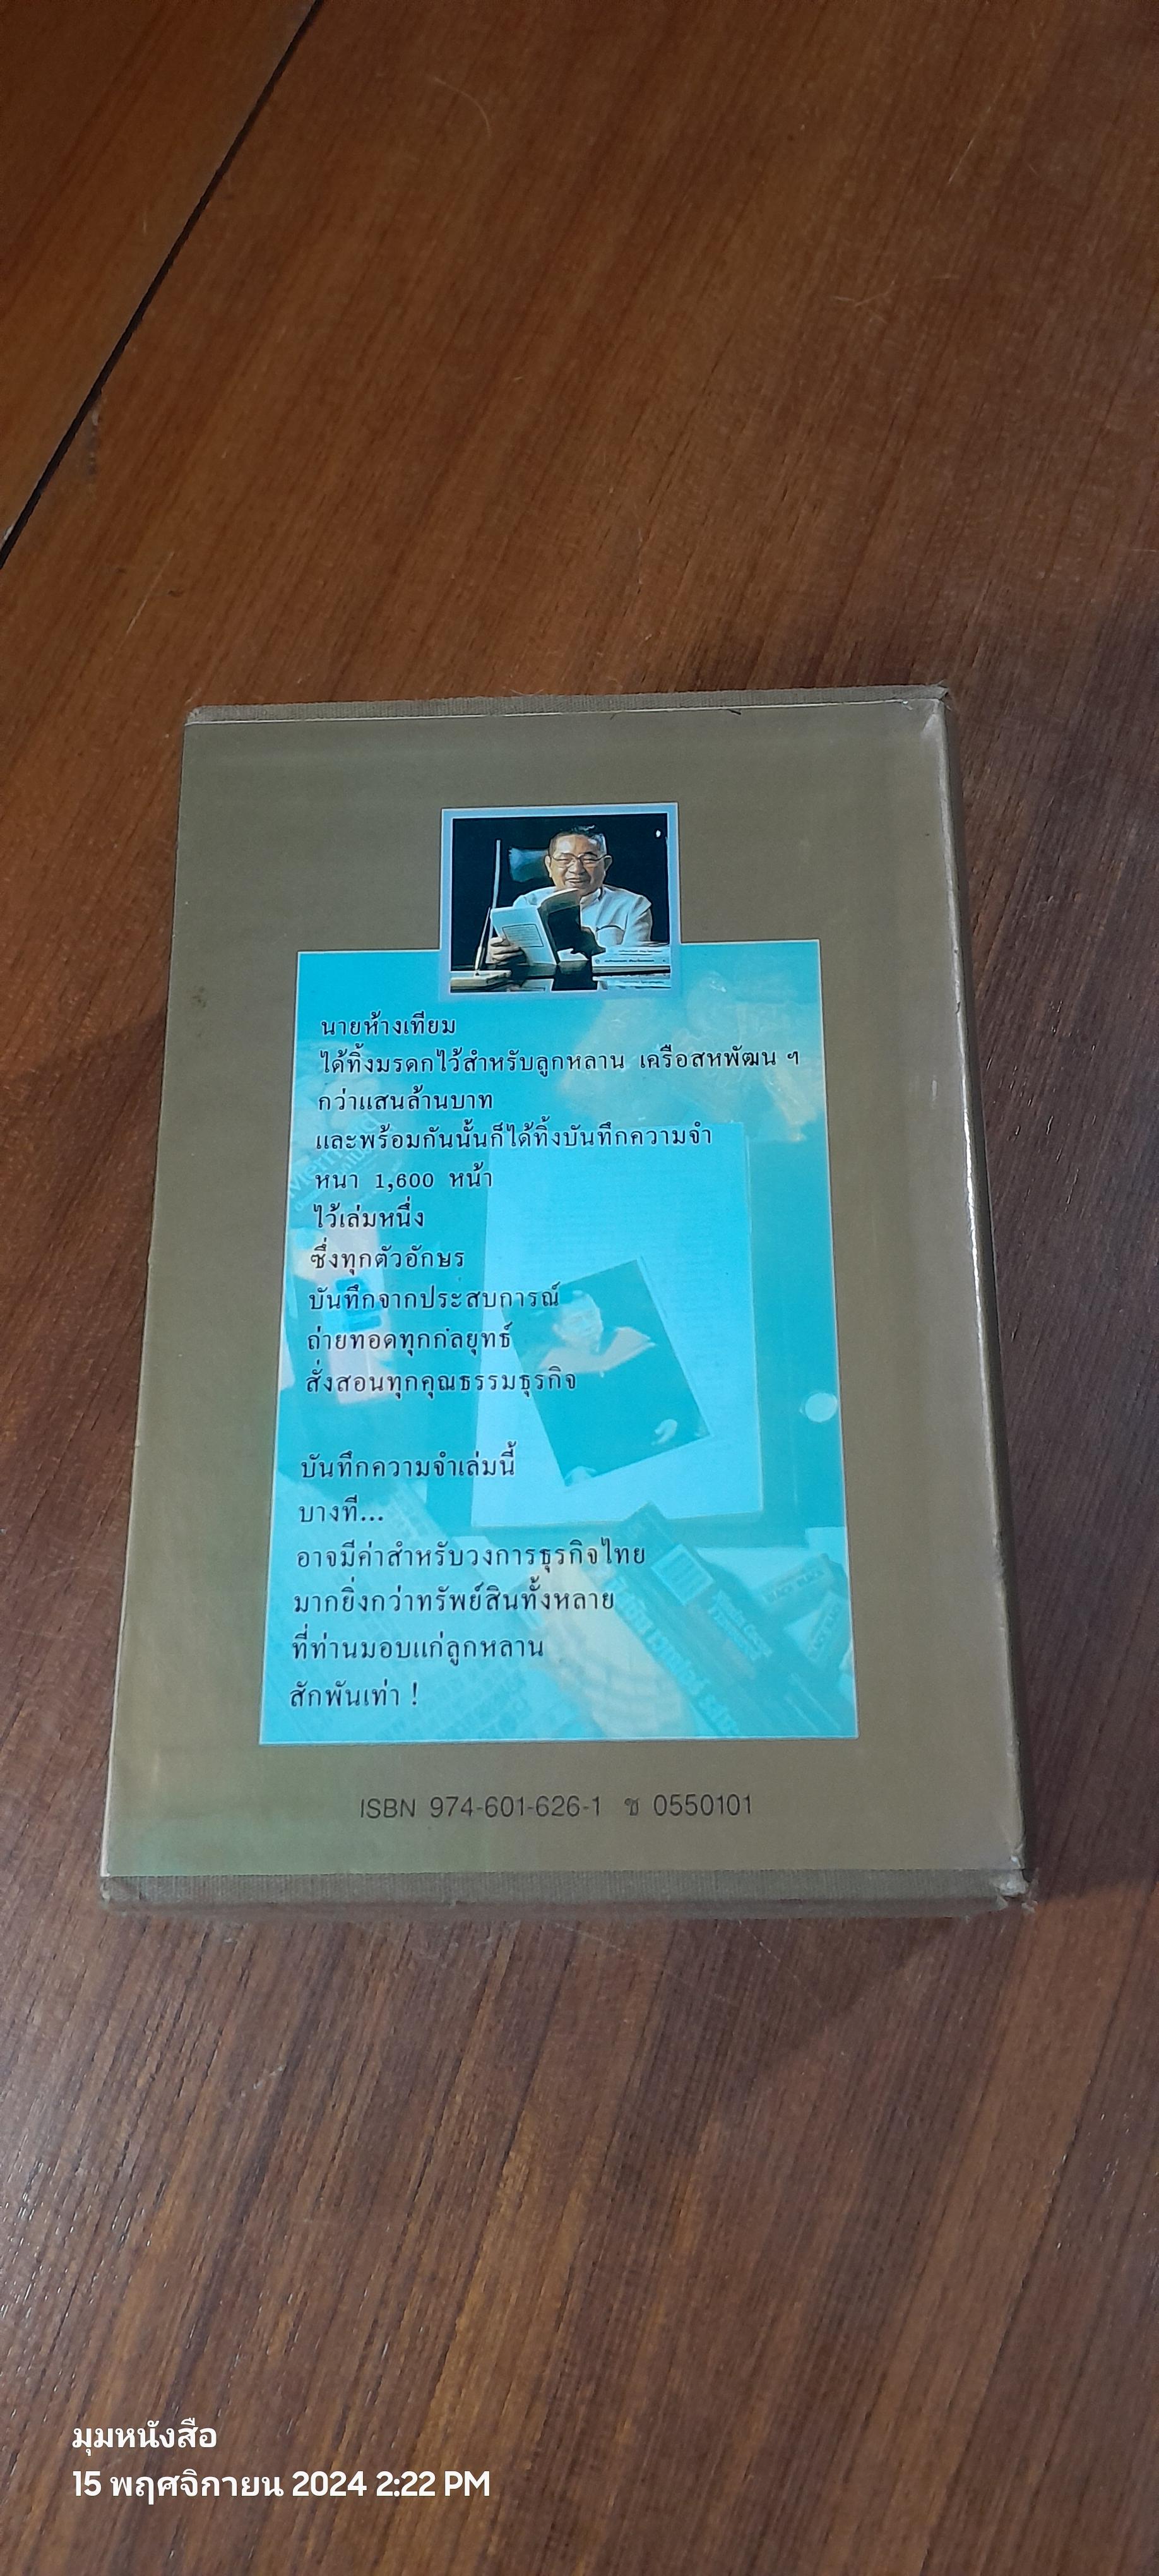 นายห้างเทียม
ได้ทิ้งมรดกไว้สำหรับลูกหลาน เครือสหพัฒน ฯ
กว่าแสนล้านบาท
และพร้อมกันนั้นก็ได้ทิ้งบันทึกความจำ
หนา 1,600 หน้า
ไว้เล่มหนึ่ง
ซึ่งทุกตัวอักษร
บันทึกจากประสบการณ์
ถ่ายทอดทุกกลยุทธ์
สั่งสอนทุกคุณธรรมธุรกิจ
บันทึกความจำเล่มนี้
บางที...
อาจมีค่าสำหรับวงการธุรกิจไทย
มากยิ่งกว่าทรัพย์สินทั้งหลาย
ที่ท่านมอบแก่ลูกหลาน
สักพันเท่า !
ISBN 974-601-626-1 ช 0550101
มุมหนังสือ
15 พฤศจิกายน 2024 2:22 PM